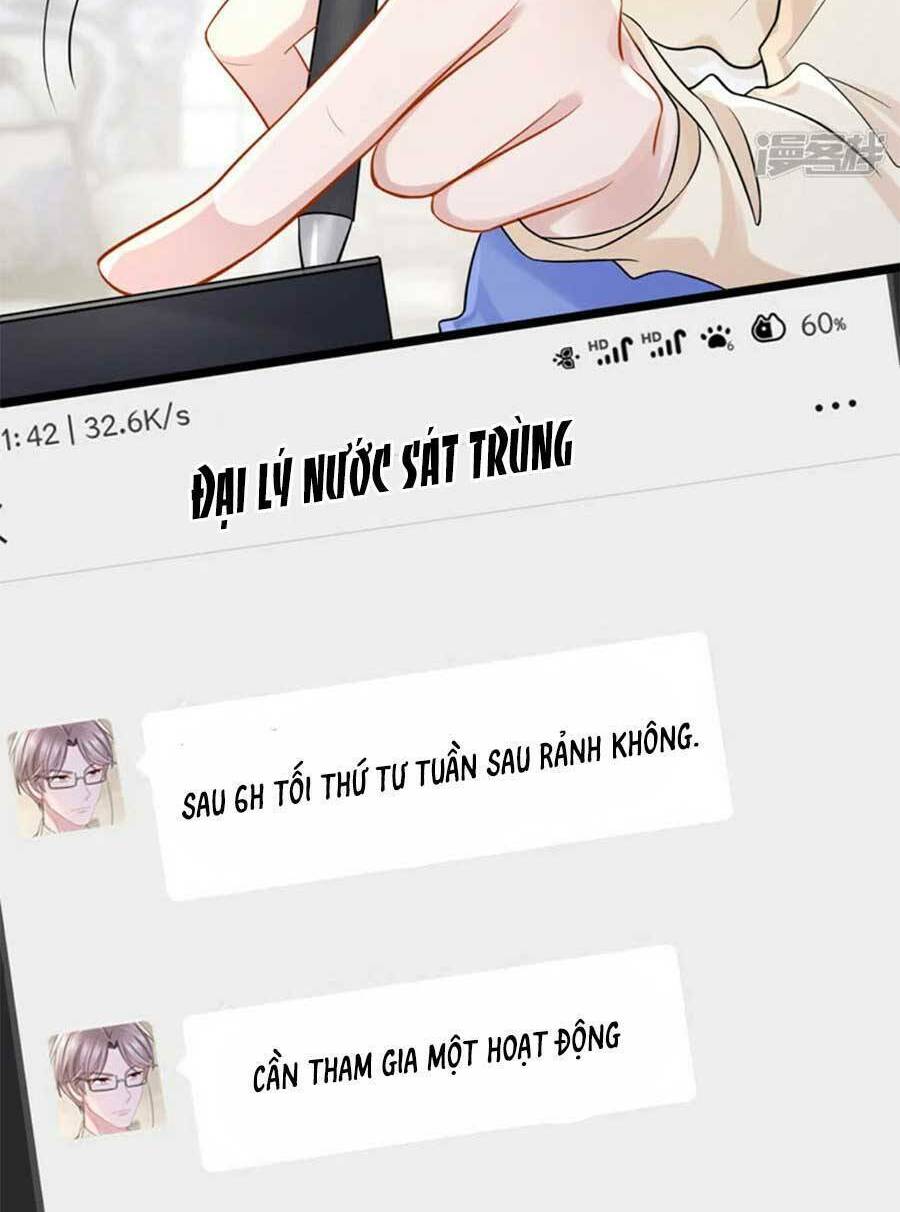 漫客栈
HD HD 6 60%
1:42 | 32.6K/s
...
ĐẠI LÝ NƯỚC SÁT TRÙNG
SAU 6H TỐI THỨ TƯ TUẦN SAU RẢNH KHÔNG.
CẦN THAM GIA MỘT HOẠT ĐỘNG